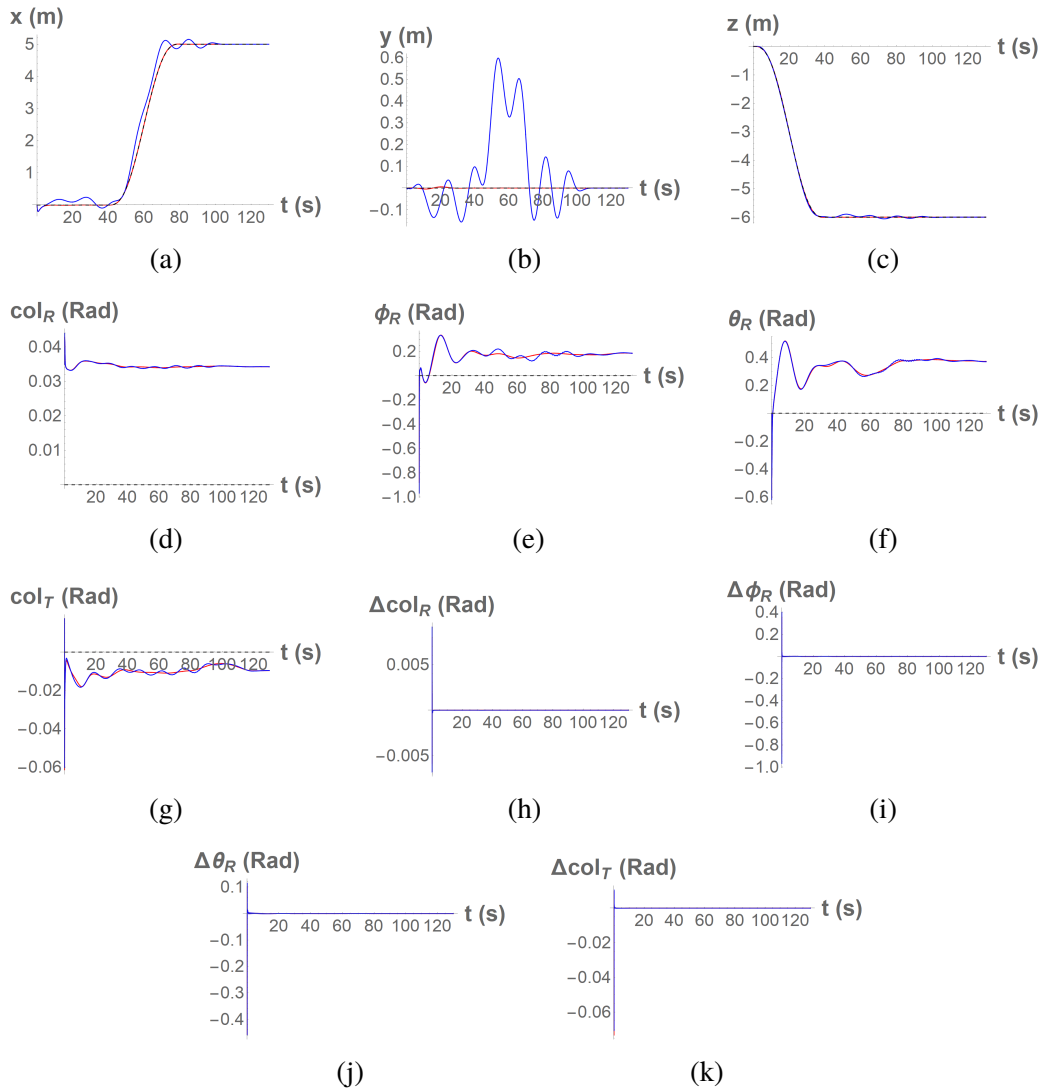 x (m)
5
4
3
2
1
20 40 60 80 100 120
t (s)
(a)
y (m)
0.6
0.5
0.4
0.3
0.2
0.1
−0.1
20 40 60 80 100 120
t (s)
(b)
z (m)
20 40 60 80 100 120
t (s)
−1
−2
−3
−4
−5
−6
(c)
col_R (Rad)
0.04
0.03
0.02
0.01
20 40 60 80 100 120
t (s)
(d)
ϕ_R (Rad)
0.2
−0.2
−0.4
−0.6
−0.8
−1.0
20 40 60 80 100 120
t (s)
(e)
θ_R (Rad)
0.4
0.2
−0.2
−0.4
−0.6
20 40 60 80 100 120
t (s)
(f)
col_T (Rad)
20 40 60 80 100 120
t (s)
−0.02
−0.04
−0.06
(g)
Δcol_R (Rad)
0.005
−0.005
20 40 60 80 100 120
t (s)
(h)
Δϕ_R (Rad)
0.4
0.2
−0.2
−0.4
−0.6
−0.8
−1.0
20 40 60 80 100 120
t (s)
(i)
Δθ_R (Rad)
0.1
−0.1
−0.2
−0.3
−0.4
20 40 60 80 100 120
t (s)
(j)
Δcol_T (Rad)
20 40 60 80 100 120
t (s)
−0.02
−0.04
−0.06
(k)